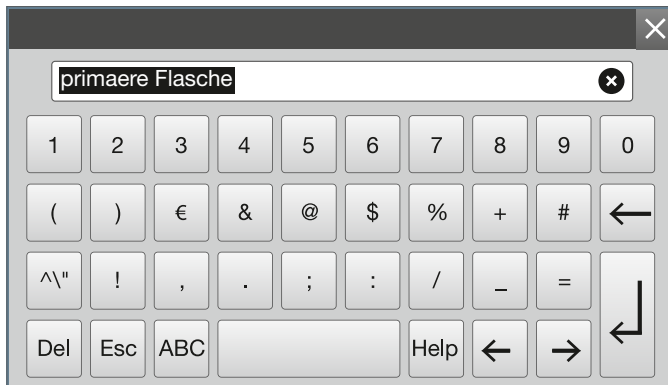 primaere Flasche
1 2 3 4 5 6 7 8 9 0
( ) € & @ $ % + #
^\" ! , . ; : / _ =
Del Esc ABC Help